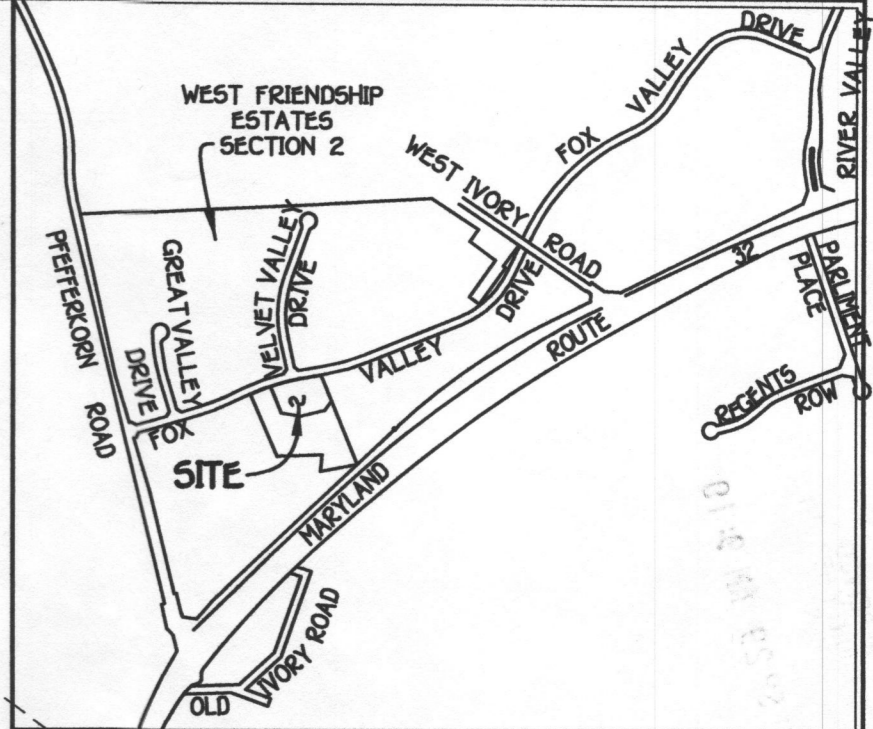 DRIVE
RIVER VALLEY
WEST FRIENDSHIP
ESTATES
SECTION 2
FOX VALLEY
WEST IVORY
ROAD
DRIVE
32
PARLIMENT
PLACE
PFEFFERKORN
ROAD
GREAT VALLEY
DRIVE
VELVET VALLEY
DRIVE
VALLEY
ROUTE
FOX
2
SITE
REGENTS
ROW
MARYLAND
OLD
IVORY ROAD